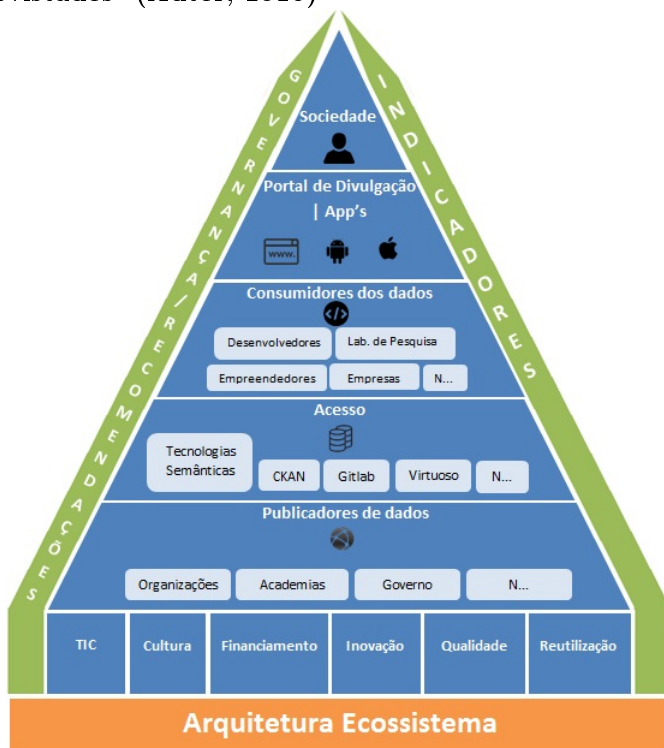 GOVERNANÇA/RECOMENDAÇÕES
INDICADORES
Sociedade
Portal de Divulgação
| App's
www.
Consumidores dos dados
</>
Desenvolvedores
Lab. de Pesquisa
Empreendedores
Empresas
N...
Acesso
Tecnologias
Semânticas
CKAN
Gitlab
Virtuoso
N...
Publicadores de dados
Organizações
Academias
Governo
N...
TIC
Cultura
Financiamento
Inovação
Qualidade
Reutilização
Arquitetura Ecossistema